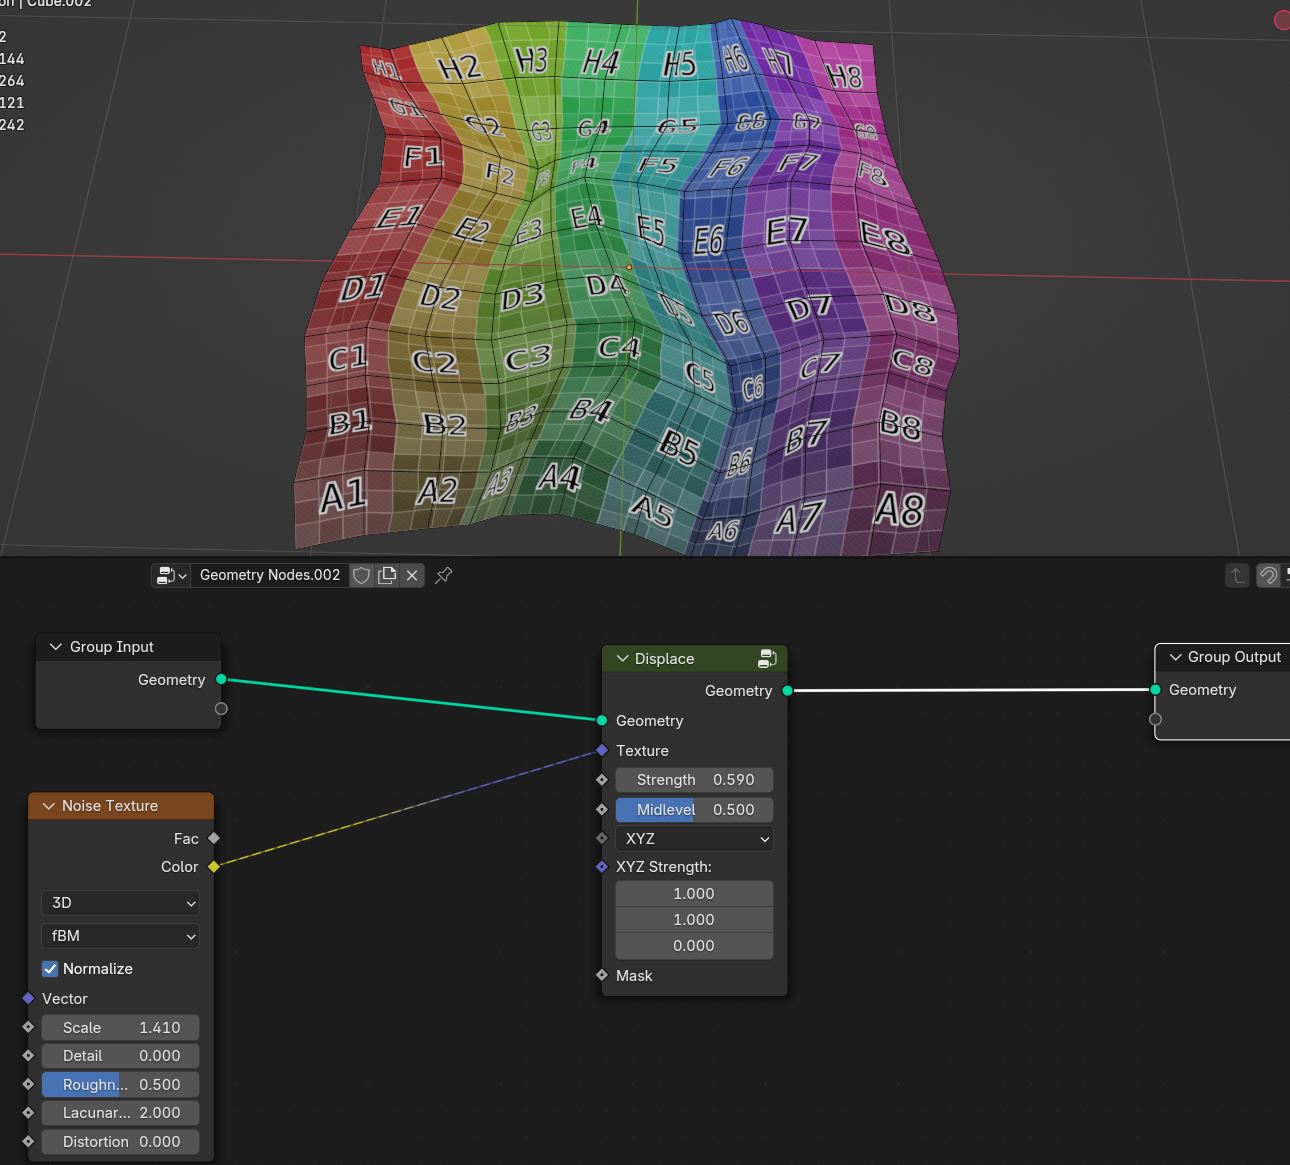 on | Cube.002
2
144
264
121
242
H1 H2 H3 H4 H5 H6 H7 H8
G1 G2 G3 G4 G5 G6 G7 G8
F1 F2 F3 F4 F5 F6 F7 F8
E1 E2 E3 E4 E5 E6 E7 E8
D1 D2 D3 D4 D5 D6 D7 D8
C1 C2 C3 C4 C5 C6 C7 C8
B1 B2 B3 B4 B5 B6 B7 B8
A1 A2 A3 A4 A5 A6 A7 A8
Geometry Nodes.002
Group Input
Geometry
Noise Texture
Fac
Color
3D
fBM
Normalize
Vector
Scale 1.410
Detail 0.000
Roughn... 0.500
Lacunar... 2.000
Distortion 0.000
Displace
Geometry
Geometry
Texture
Strength 0.590
Midlevel 0.500
XYZ
XYZ Strength:
1.000
1.000
0.000
Mask
Group Output
Geometry